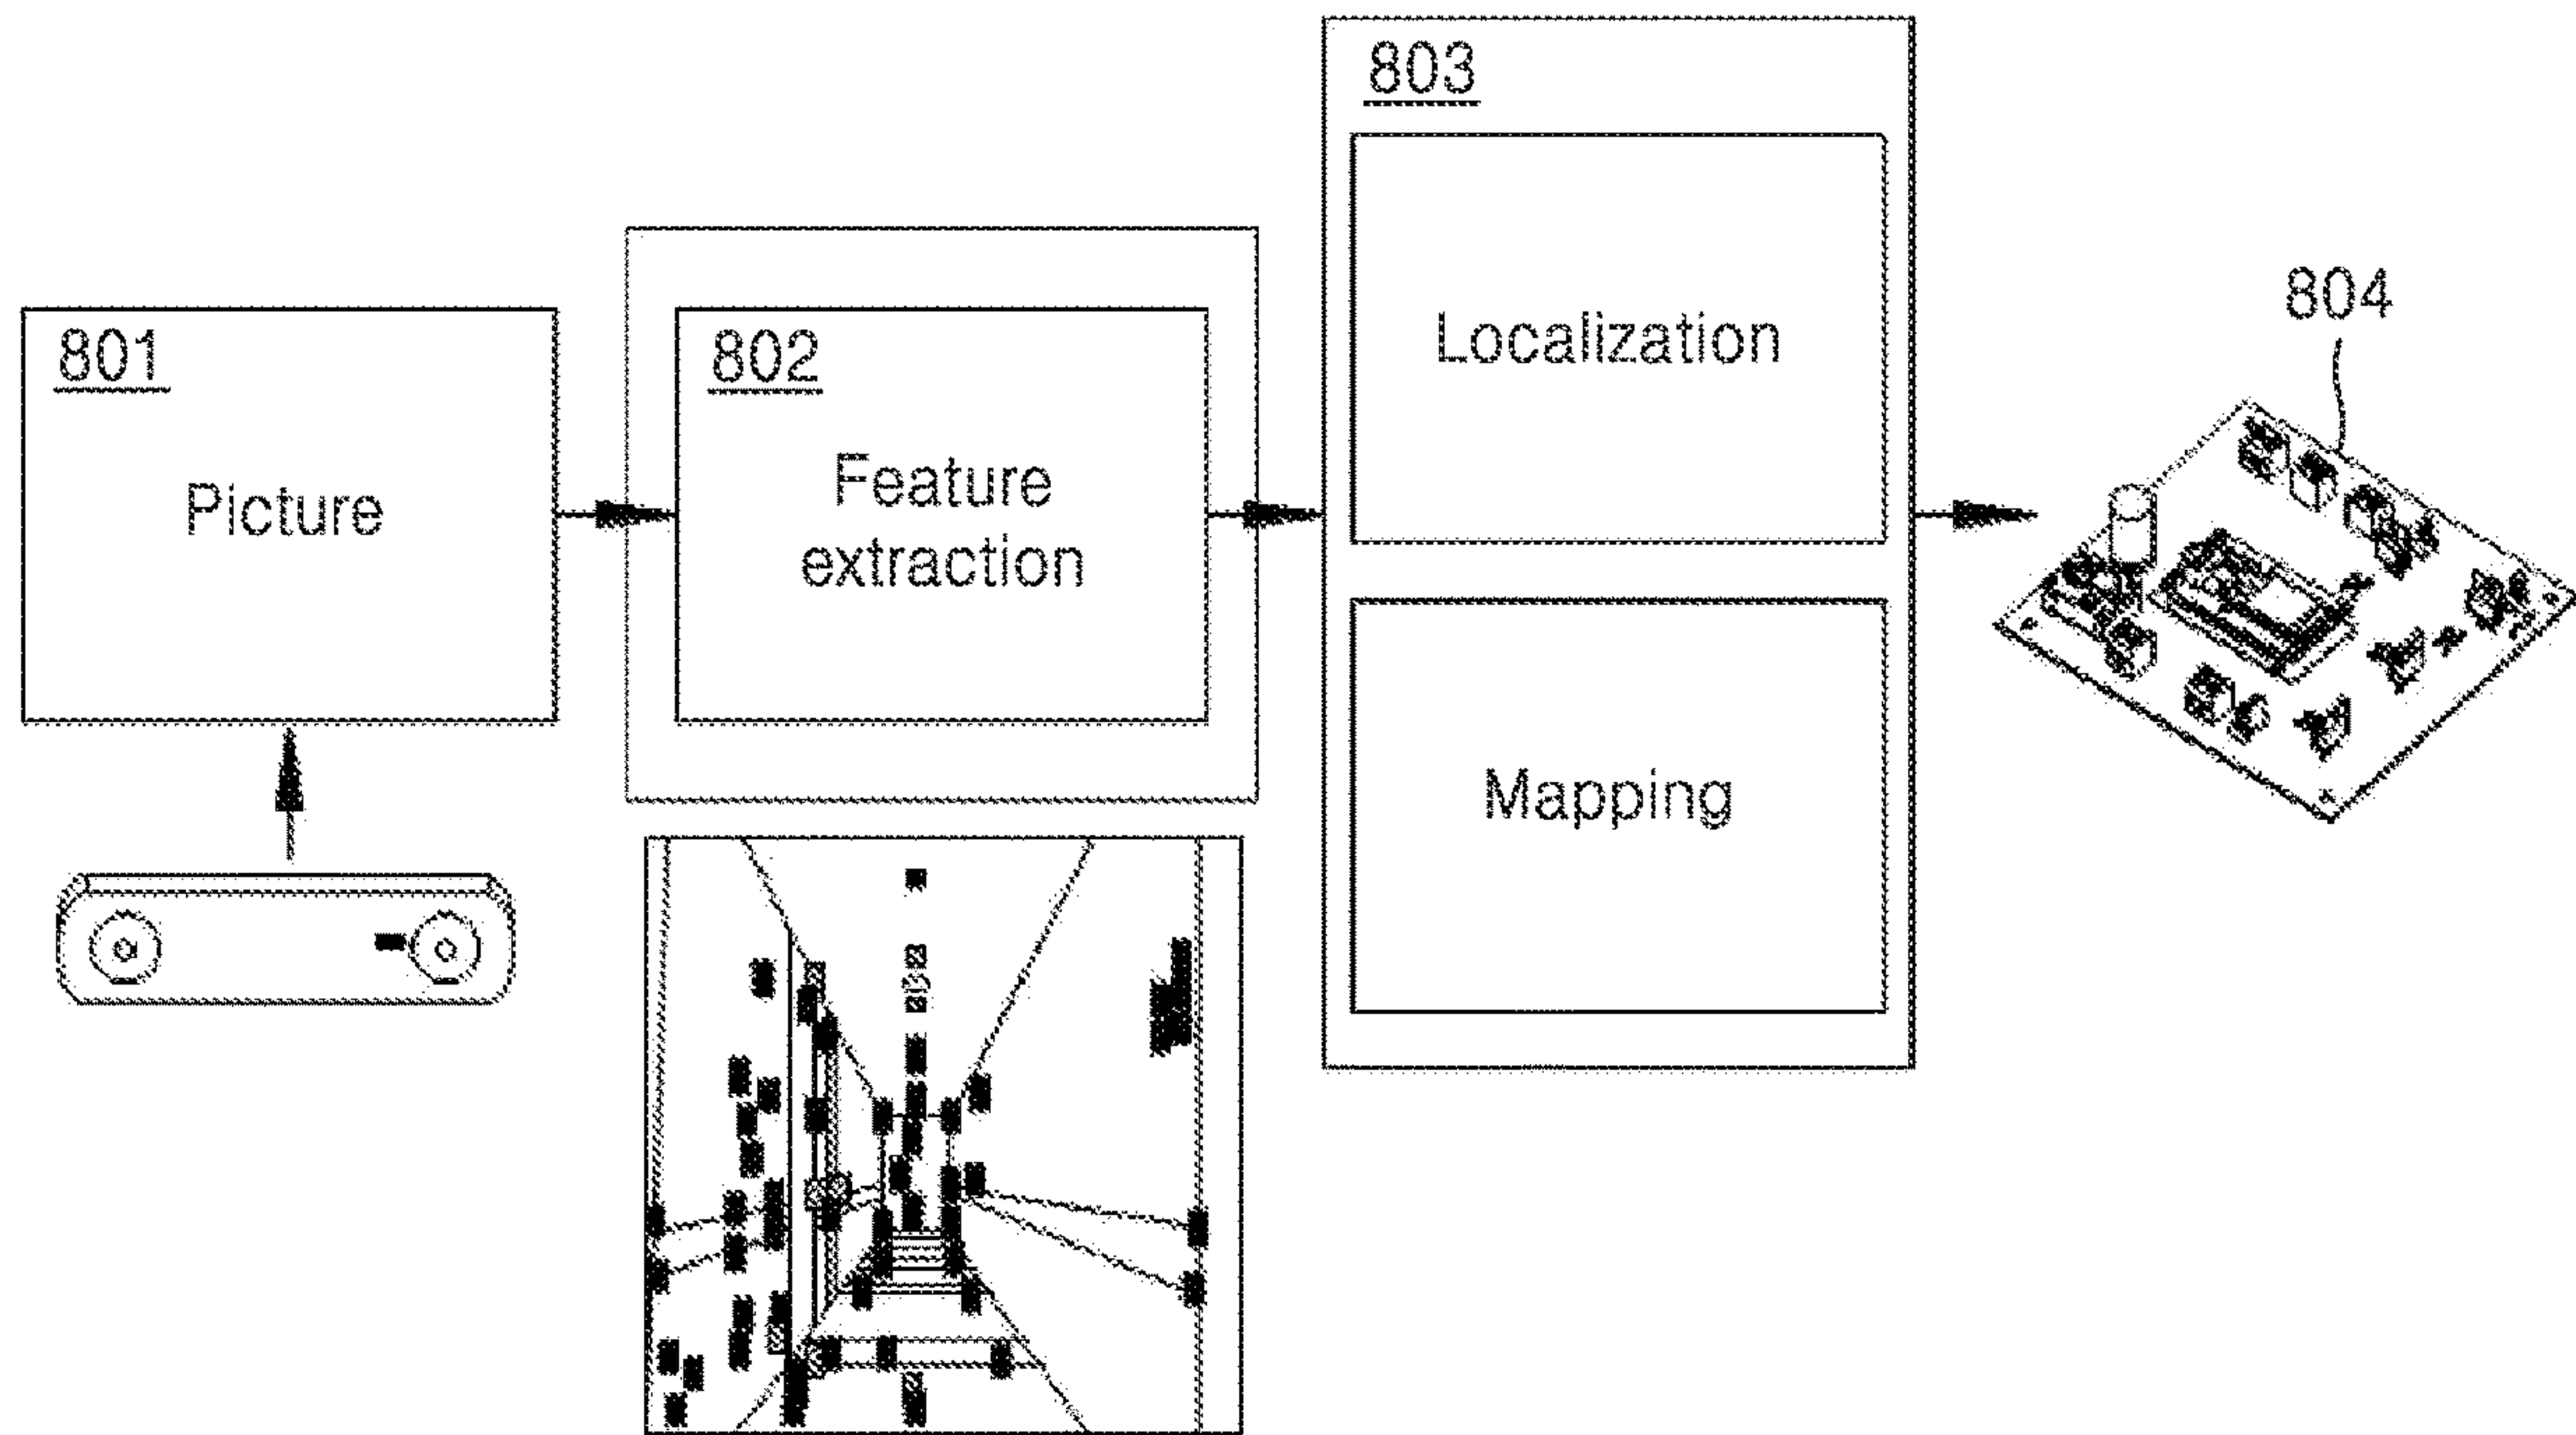 801
Picture
802
Feature
extraction
803
Localization
Mapping
804